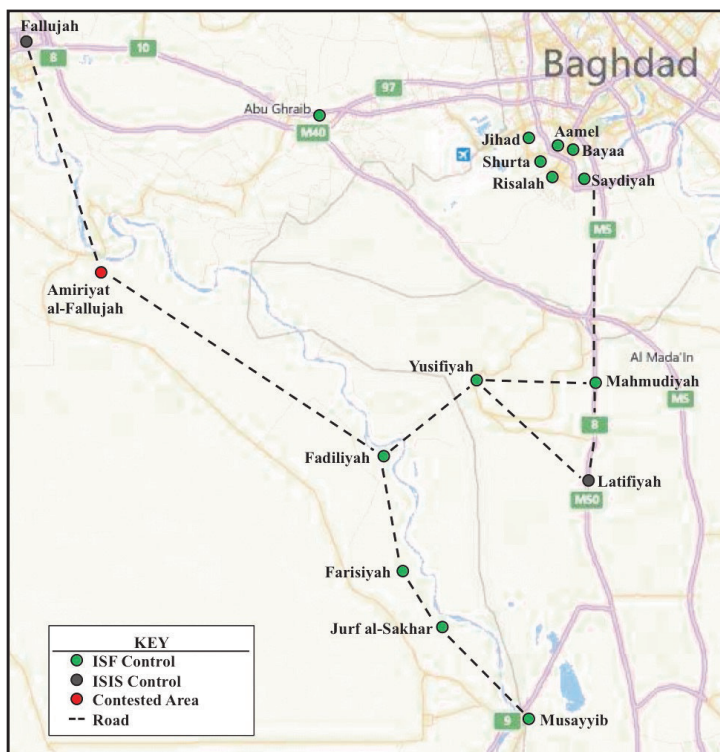 Fallujah
10
8
Baghdad
97
Abu Ghraib
M40
Jihad
Aamel
Bayaa
Shurta
Risalah
Saydiyah
M5
Amiriyat
al-Fallujah
Yusifiyah
Al Mada'In
Mahmudiyah
M5
8
Fadiliyah
Latifiyah
M50
Farisiyah
Jurf al-Sakhar
KEY
ISF Control
ISIS Control
Contested Area
Road
9
Musayyib